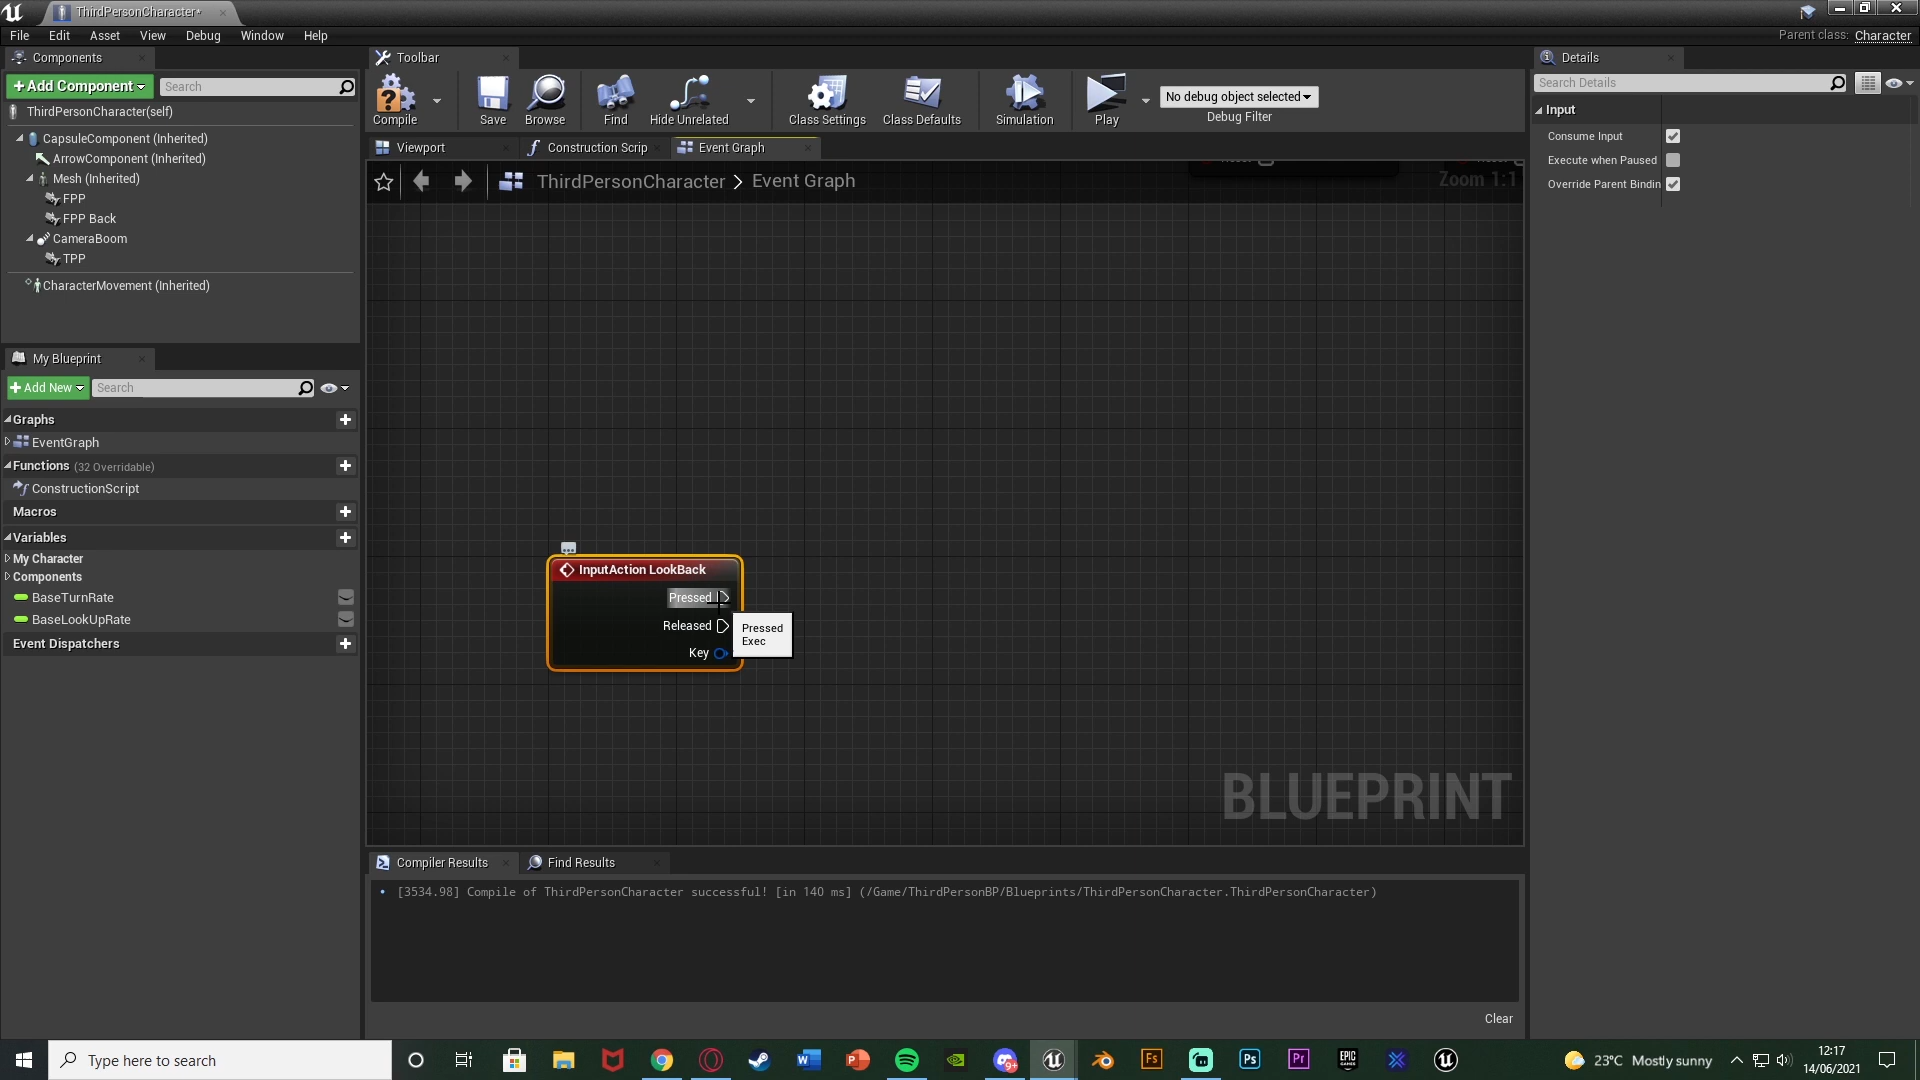 ThirdPersonCharacter*
File Edit Asset View Debug Window Help
Parent class: Character
Components
+Add Component
Search
ThirdPersonCharacter(self)
CapsuleComponent (Inherited)
ArrowComponent (Inherited)
Mesh (Inherited)
FPP
FPP Back
CameraBoom
TPP
CharacterMovement (Inherited)
My Blueprint
+Add New
Search
Graphs
EventGraph
Functions (32 Overridable)
ConstructionScript
Macros
Variables
My Character
Components
BaseTurnRate
BaseLookUpRate
Event Dispatchers
Toolbar
Compile Save Browse Find Hide Unrelated Class Settings Class Defaults Simulation Play
No debug object selected
Debug Filter
Viewport Construction Scrip Event Graph
ThirdPersonCharacter > Event Graph
Zoom 1:1
InputAction LookBack
Pressed
Released
Key
Pressed
Exec
BLUEPRINT
Compiler Results Find Results
• [3534.98] Compile of ThirdPersonCharacter successful! [in 140 ms] (/Game/ThirdPersonBP/Blueprints/ThirdPersonCharacter.ThirdPersonCharacter)
Clear
Details
Search Details
Input
Consume Input
Execute when Paused
Override Parent Bindin
Type here to search
9+
W
P
Fs
Ps
Pr
EPIC
GAMES
23°C Mostly sunny
12:17
14/06/2021